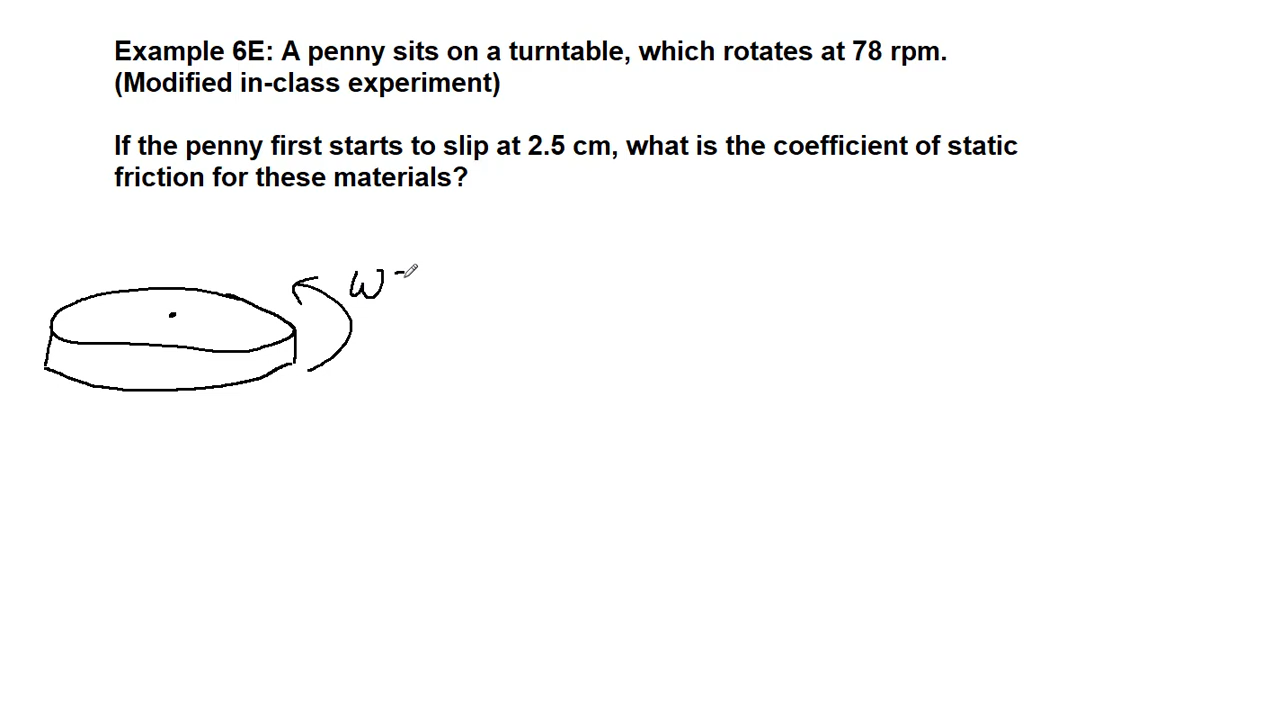 Example 6E: A penny sits on a turntable, which rotates at 78 rpm.
(Modified in-class experiment)
If the penny first starts to slip at 2.5 cm, what is the coefficient of static
friction for these materials?
ω -